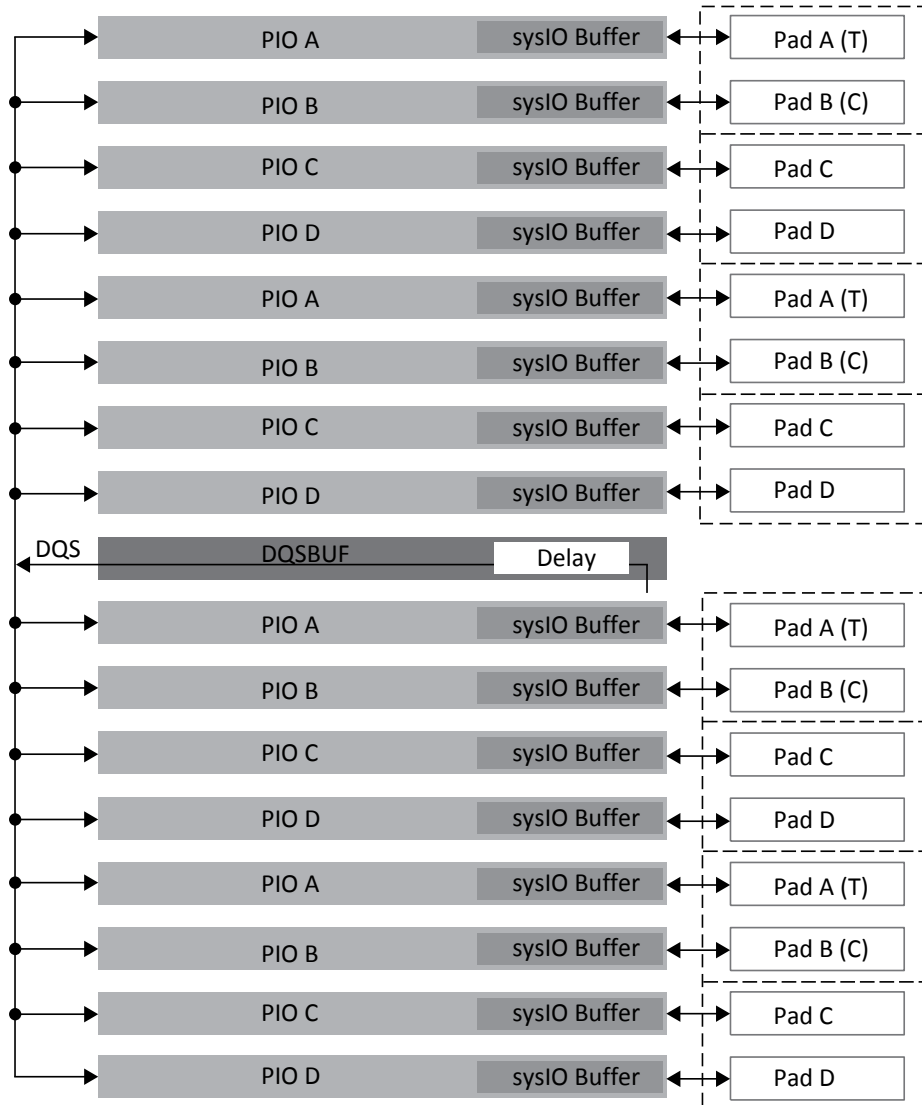 PIO A sysIO Buffer Pad A (T)
PIO B sysIO Buffer Pad B (C)
PIO C sysIO Buffer Pad C
PIO D sysIO Buffer Pad D
PIO A sysIO Buffer Pad A (T)
PIO B sysIO Buffer Pad B (C)
PIO C sysIO Buffer Pad C
PIO D sysIO Buffer Pad D
DQS DQSBUF Delay
PIO A sysIO Buffer Pad A (T)
PIO B sysIO Buffer Pad B (C)
PIO C sysIO Buffer Pad C
PIO D sysIO Buffer Pad D
PIO A sysIO Buffer Pad A (T)
PIO B sysIO Buffer Pad B (C)
PIO C sysIO Buffer Pad C
PIO D sysIO Buffer Pad D